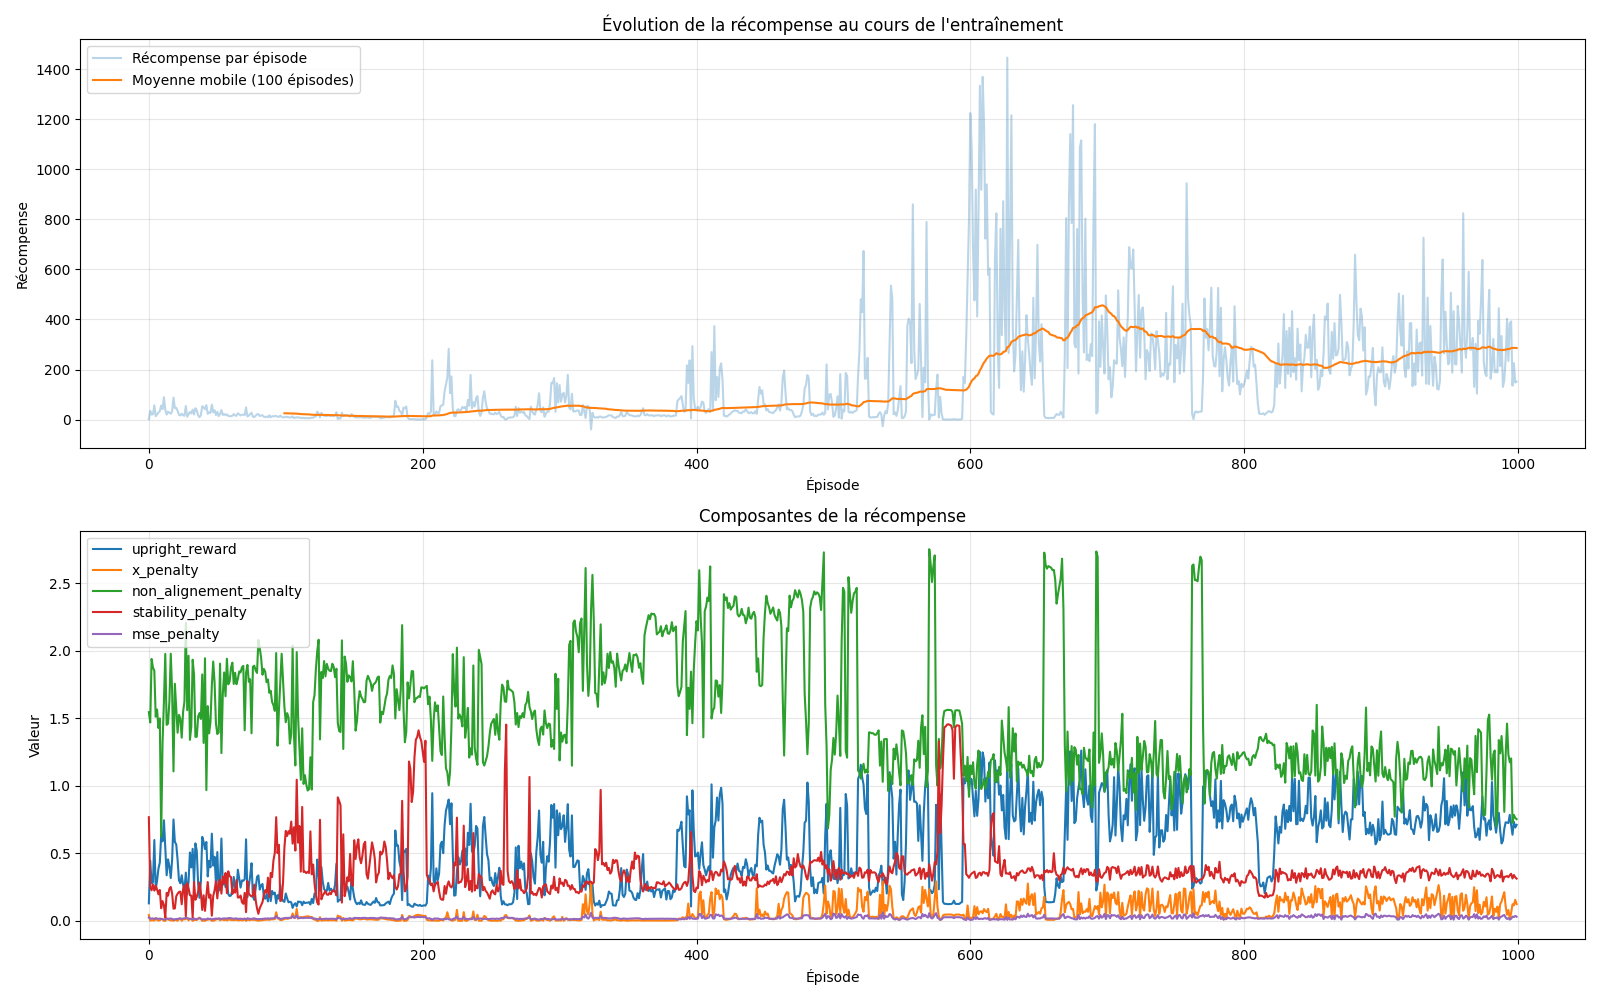 Évolution de la récompense au cours de l'entraînement
Récompense par épisode
Moyenne mobile (100 épisodes)
1400
1200
1000
800
600
400
200
0
Récompense
0 200 400 600 800 1000
Épisode
Composantes de la récompense
upright_reward
x_penalty
non_alignement_penalty
stability_penalty
mse_penalty
2.5
2.0
1.5
1.0
0.5
0.0
Valeur
0 200 400 600 800 1000
Épisode